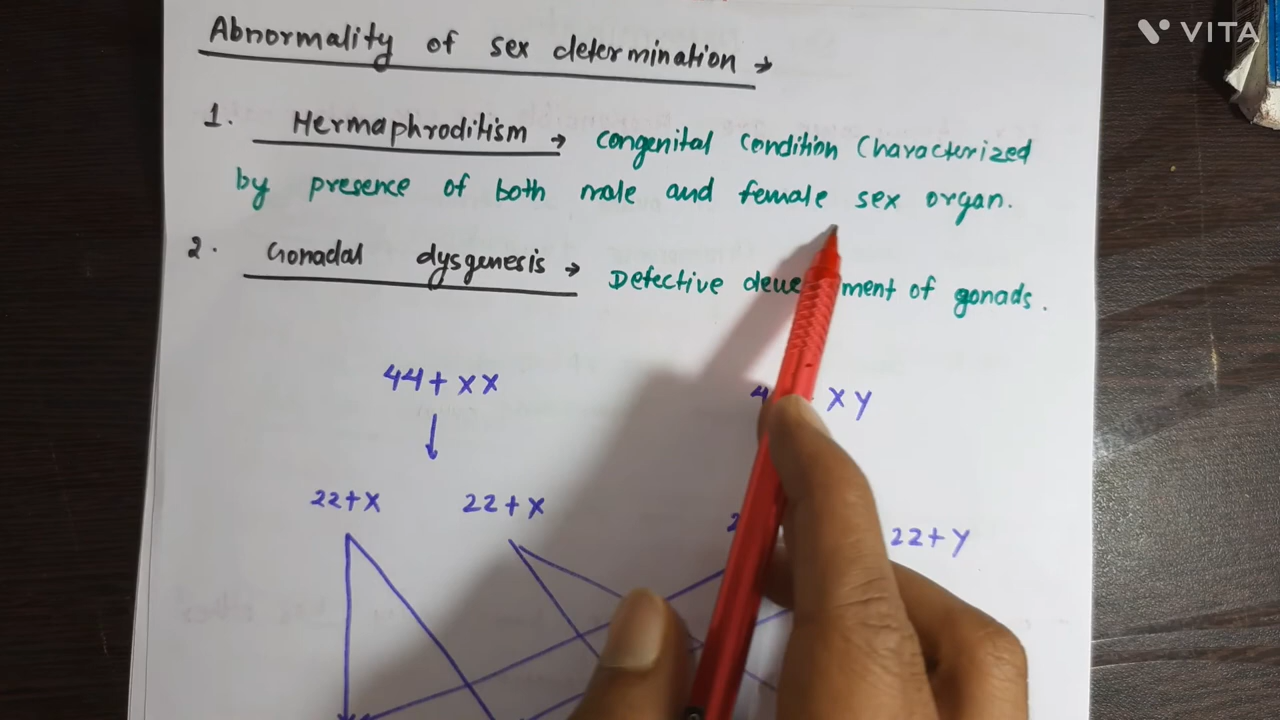 VITA
Abnormality of sex determination →
1. Hermaphroditism → congenital condition characterized
by presence of both male and female sex organ.
2. Gonadal dysgenesis → Defective ment of gonads.
44+ XX XY
↓
22+X 22+X 22+Y